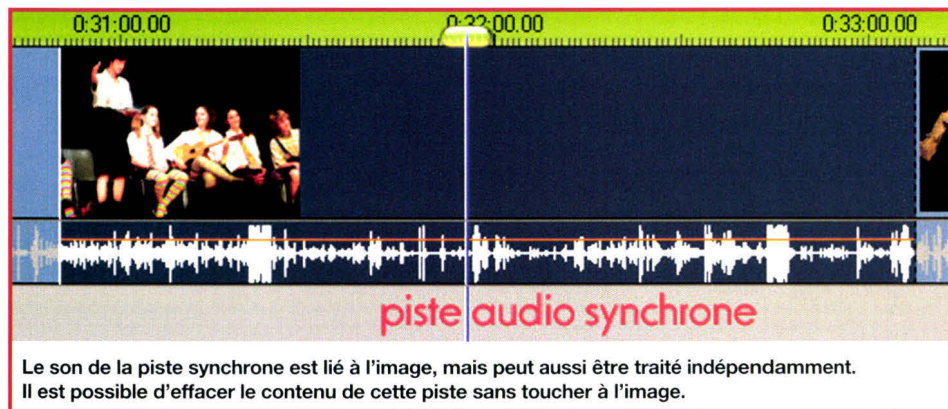 0:31:00.00 0:32:00.00 0:33:00.00
piste audio synchrone
Le son de la piste synchrone est lié à l'image, mais peut aussi être traité indépendamment.
Il est possible d'effacer le contenu de cette piste sans toucher à l'image.